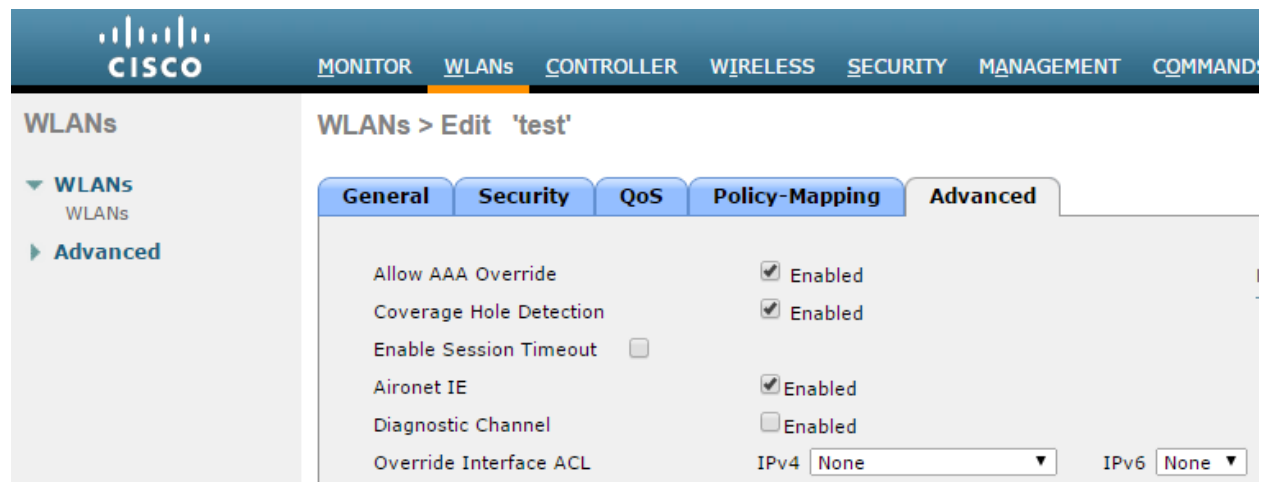 CISCO
MONITOR WLANs CONTROLLER WIRELESS SECURITY MANAGEMENT
WLANs
WLANs > Edit 'test'
WLANs
WLANs
Advanced
General Security QoS Policy-Mapping Advanced
Allow AAA Override Enabled
Coverage Hole Detection Enabled
Enable Session Timeout
Aironet IE Enabled
Diagnostic Channel Enabled
Override Interface ACL IPv4 None IPv6 None